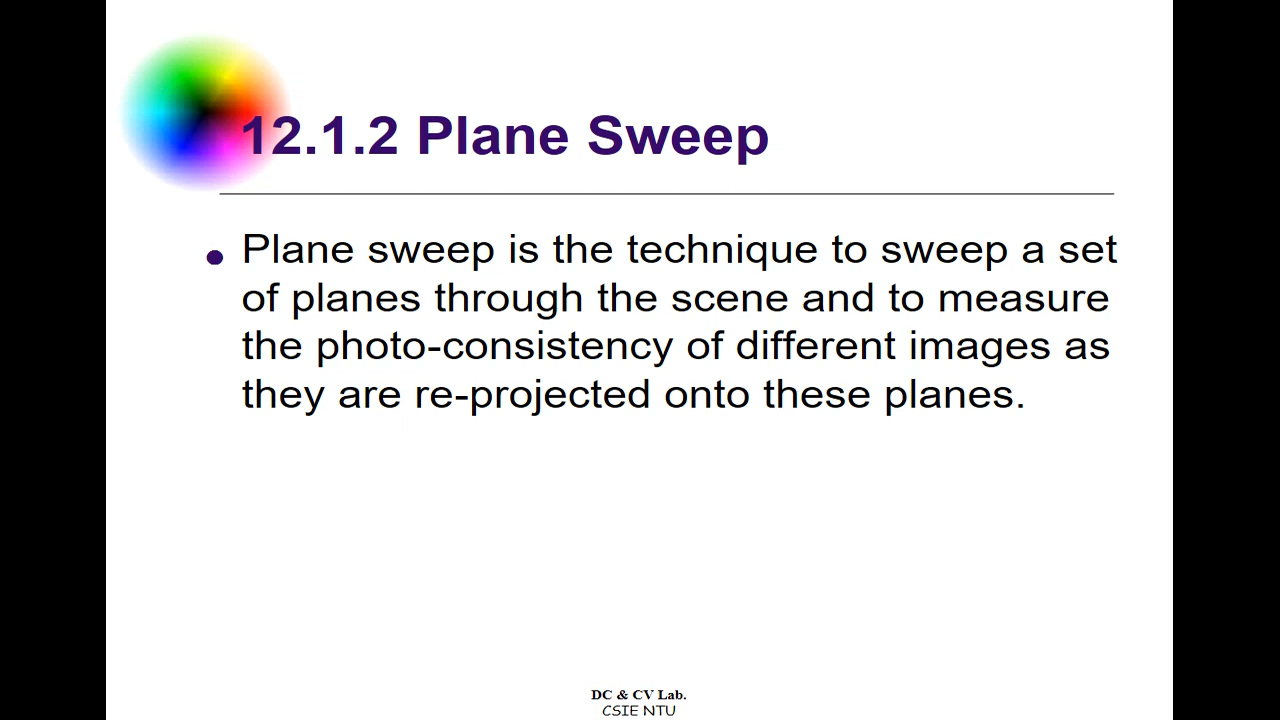 12.1.2 Plane Sweep
Plane sweep is the technique to sweep a set
of planes through the scene and to measure
the photo-consistency of different images as
they are re-projected onto these planes.
DC & CV Lab.
CSIE NTU